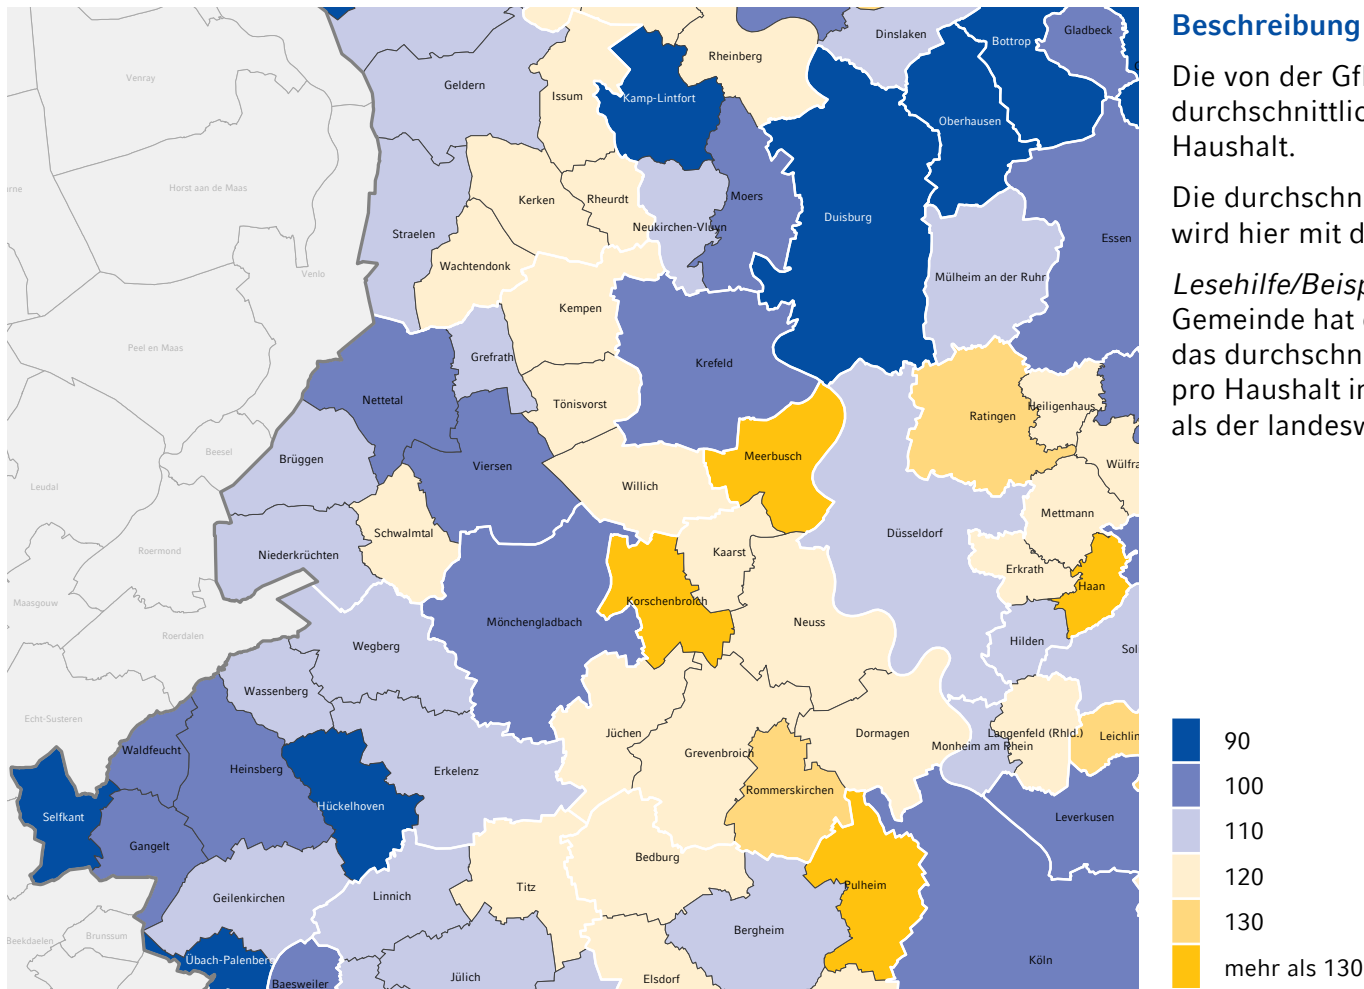 Beschreibung
Die von der Gf
durchschnittlic
Haushalt.
Die durchschn
wird hier mit d
Lesehilfe/Beisp
Gemeinde hat
das durchschn
pro Haushalt i
als der landesw
90
100
110
120
130
mehr als 130
Dinslaken
Bottrop
Gladbeck
Rheinberg
Venray
Geldern
Issum
Kamp-Lintfort
Oberhausen
Horst aan de Maas
Kerken
Rheurdt
Moers
Duisburg
Neukirchen-Vluyn
Straelen
Essen
Wachtendonk
Venlo
Mülheim an der Ruhr
Kempen
Peel en Maas
Grefrath
Krefeld
Nettetal
Tönisvorst
Heiligenhaus
Ratingen
Beesel
Brüggen
Viersen
Meerbusch
Wülfra
Leudal
Willich
Mettmann
Schwalmtal
Düsseldorf
Roermond
Niederkrüchten
Kaarst
Erkrath
Haan
Maasgouw
Korschenbroich
Mönchengladbach
Neuss
Roerdalen
Wegberg
Hilden
Sol
Wassenberg
Echt-Susteren
Jüchen
Dormagen
Langenfeld (Rhld.)
Leichlin
Monheim am Rhein
Waldfeucht
Grevenbroich
Heinsberg
Erkelenz
Rommerskirchen
Hückelhoven
Selfkant
Leverkusen
Gangelt
Bedburg
Titz
Pulheim
Linnich
Geilenkirchen
Bergheim
Brunssum
Beekdaelen
Übach-Palenberg
Köln
Jülich
Elsdorf
Baesweiler